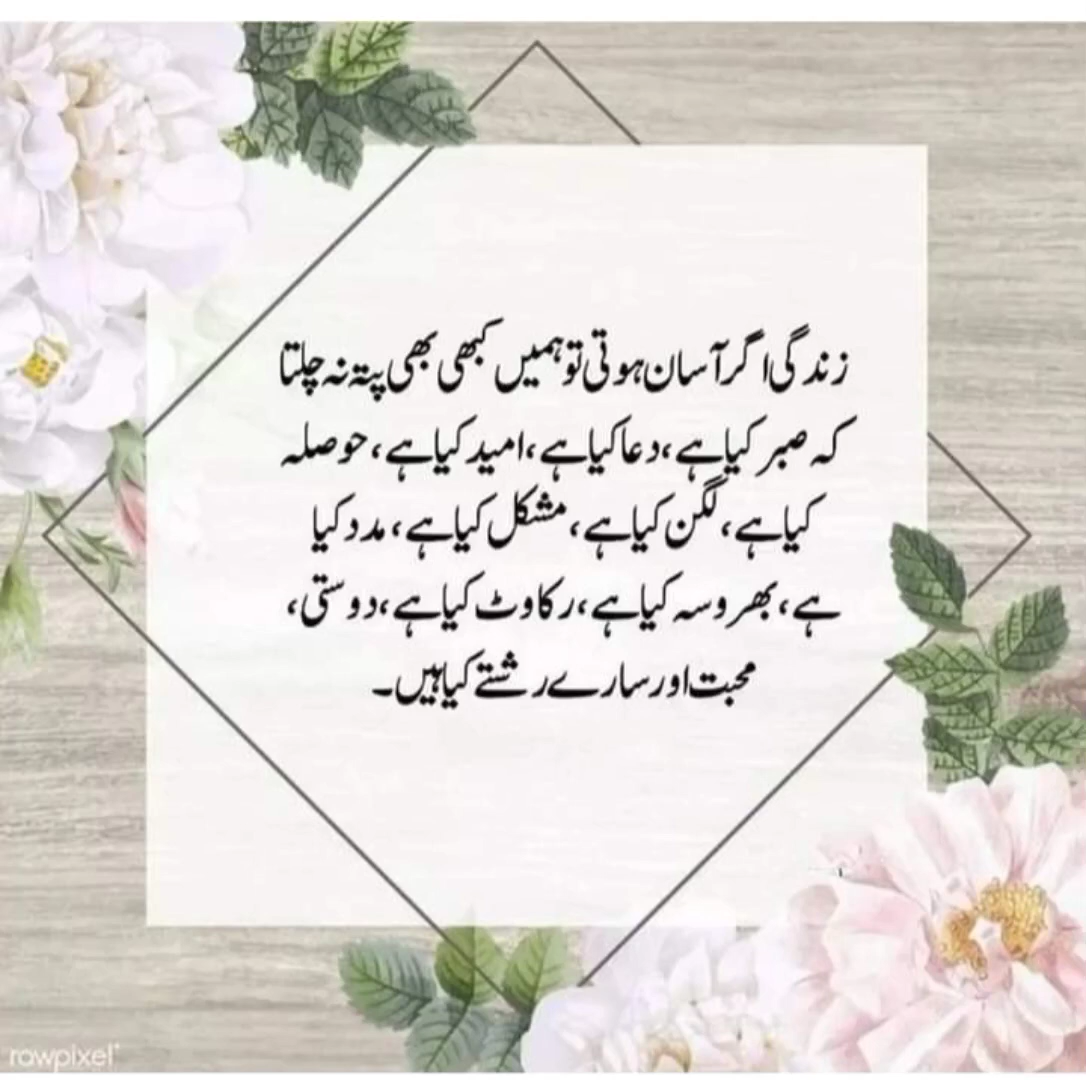 زندگی اگر آسان ہوتی تو ہمیں کبھی بھی پتہ نہ چلتا
کہ صبر کیا ہے ، دعا کیا ہے ، امید کیا ہے ، حوصلہ
کیا ہے ، لگن کیا ہے ، مشکل کیا ہے ، مدد کیا
ہے ، بھروسہ کیا ہے ، رکاوٹ کیا ہے ، دوستی ،
محبت اور سارے رشتے کیا ہیں ۔
rawpixel